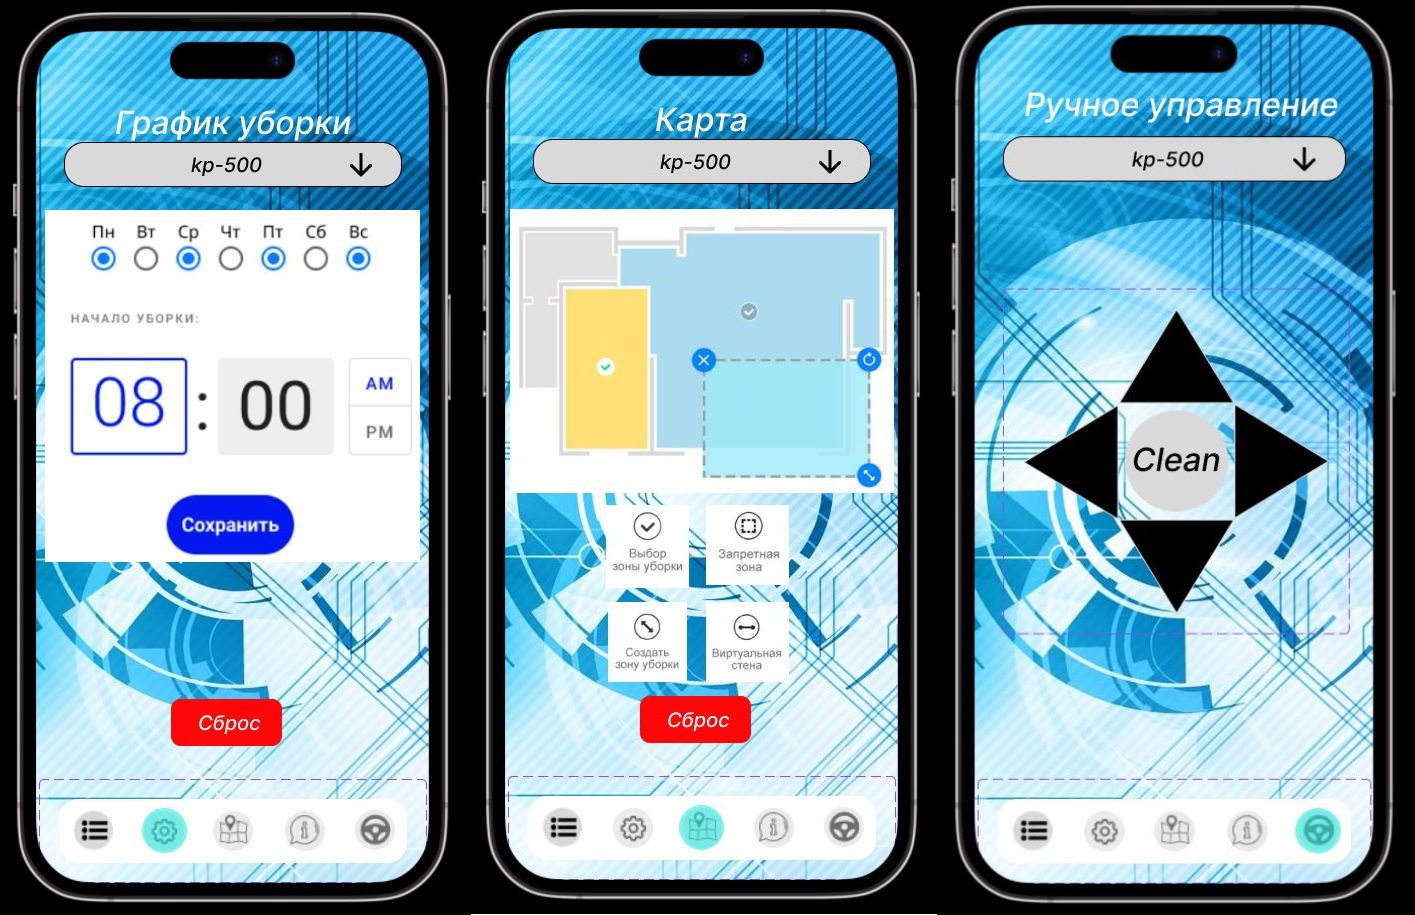 График уборки
kp-500
Пн Вт Ср Чт Пт Сб Вс
НАЧАЛО УБОРКИ:
08 : 00
AM
PM
Сохранить
Сброс
Карта
kp-500
Выбор
зоны уборки
Запретная
зона
Создать
зону уборки
Виртуальная
стена
Сброс
Ручное управление
kp-500
Clean